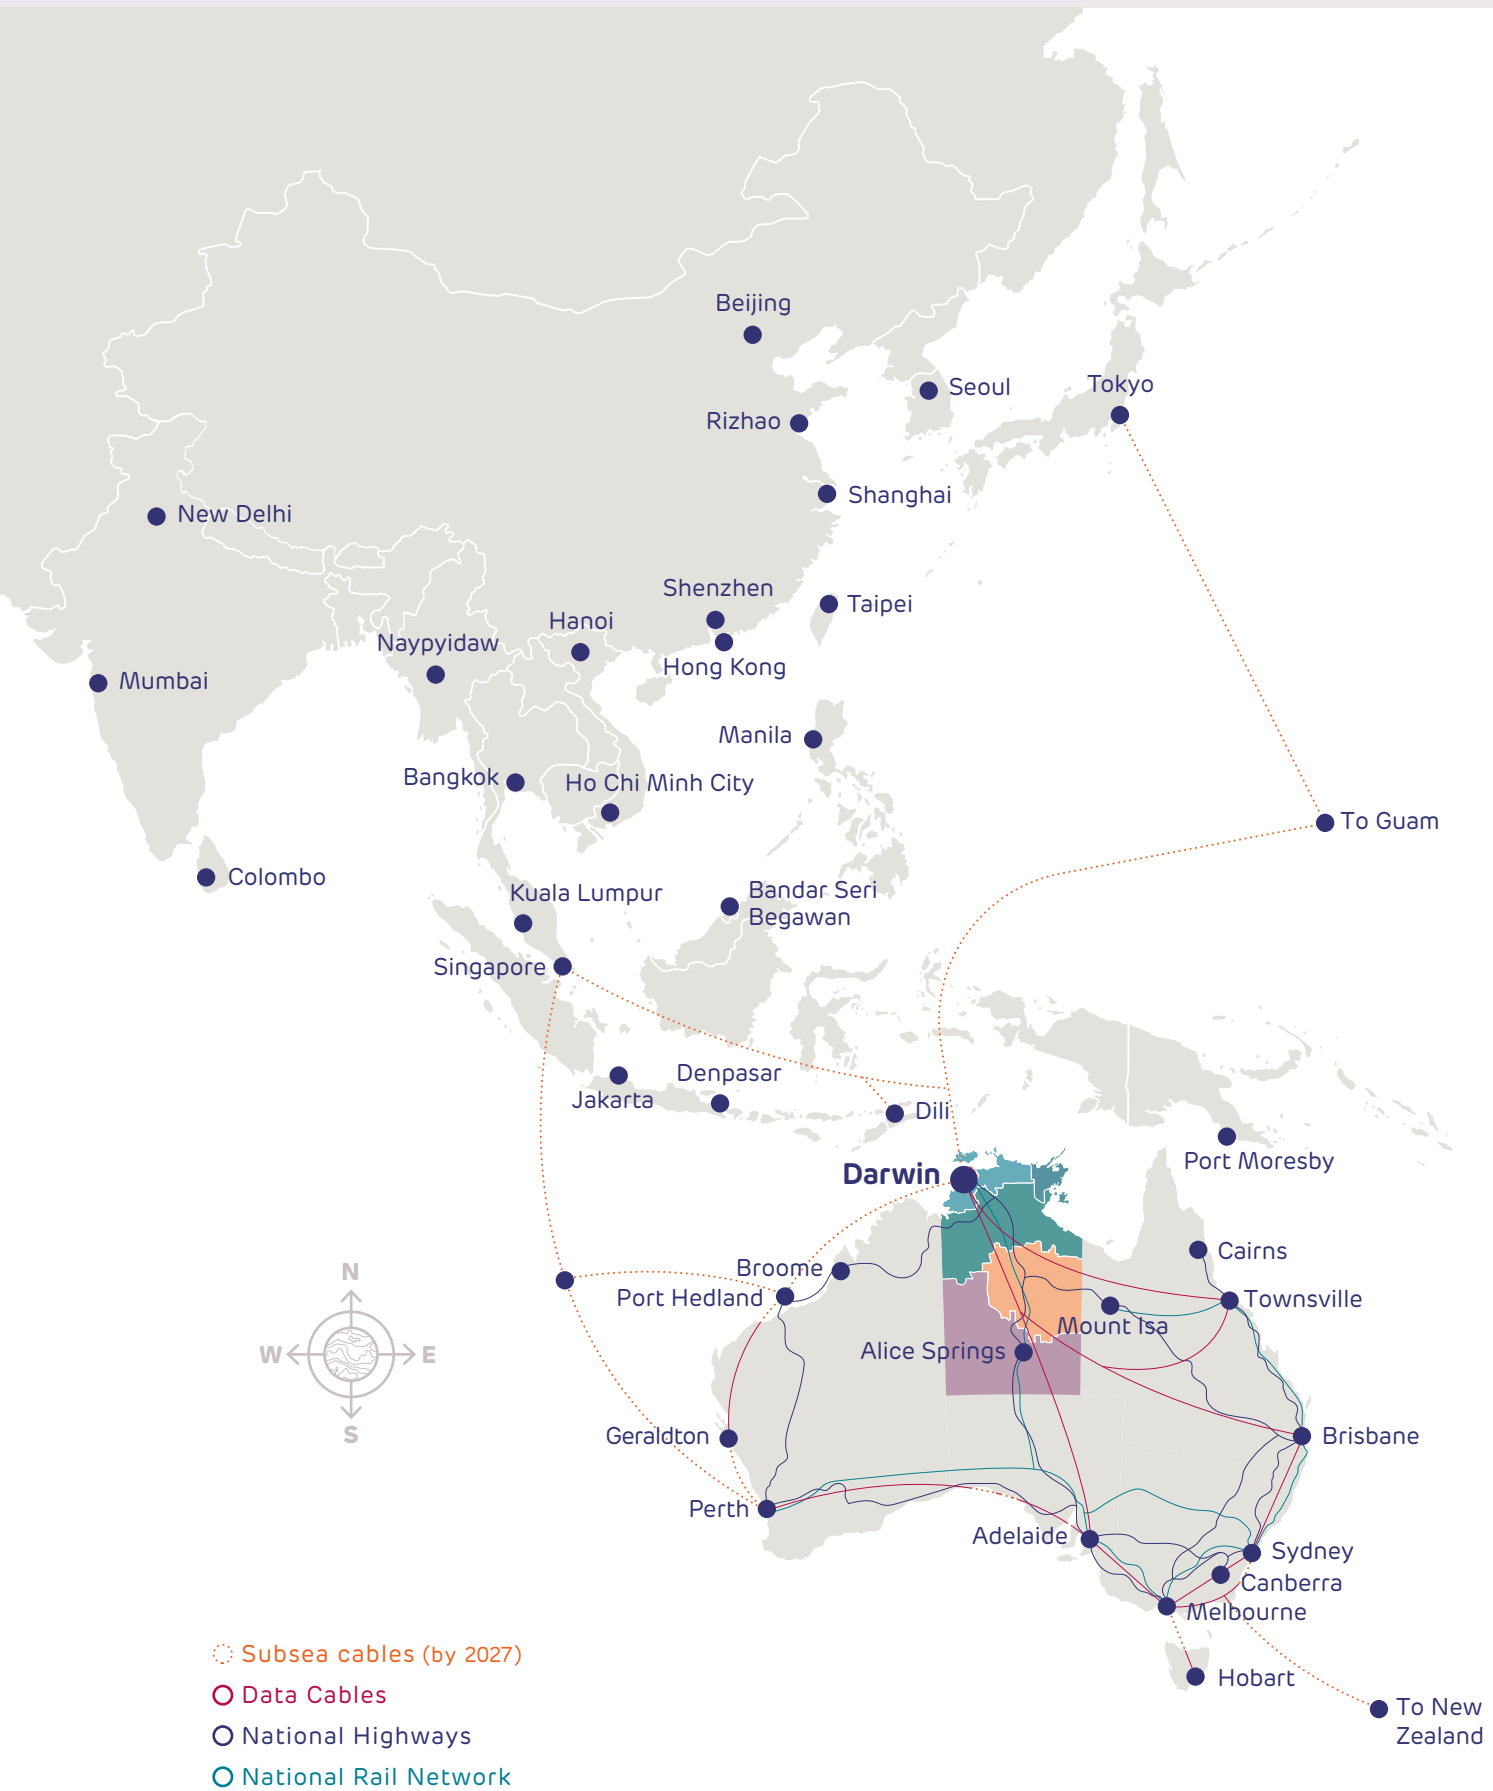 Beijing
Seoul
Tokyo
Rizhao
Shanghai
New Delhi
Shenzhen
Taipei
Hanoi
Naypyidaw
Hong Kong
Mumbai
Manila
Bangkok
Ho Chi Minh City
To Guam
Colombo
Kuala Lumpur
Bandar Seri
Begawan
Singapore
Denpasar
Jakarta
Dili
Port Moresby
Darwin
Cairns
Broome
Port Hedland
Townsville
Mount Isa
Alice Springs
N
W
E
S
Geraldton
Brisbane
Perth
Adelaide
Sydney
Canberra
Melbourne
Hobart
To New
Zealand
Subsea cables (by 2027)
Data Cables
National Highways
National Rail Network